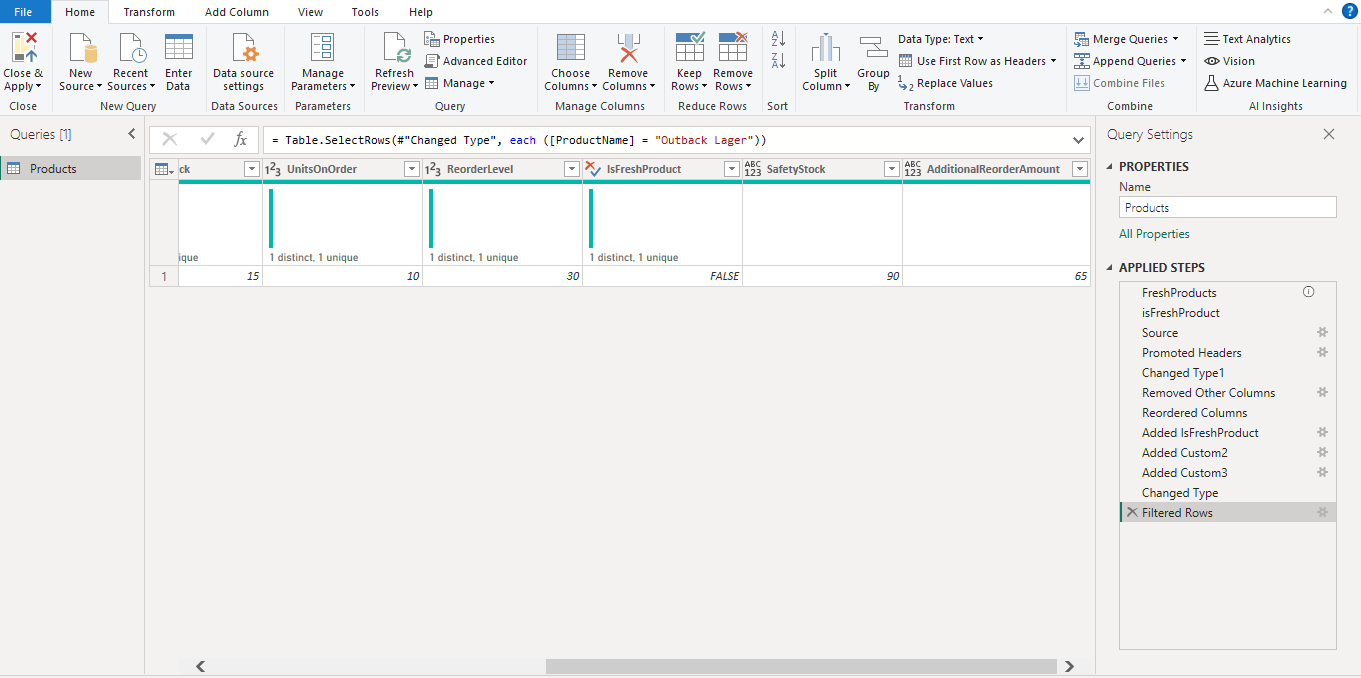 File Home Transform Add Column View Tools Help
Close & Apply
Close
New Source
Recent Sources
Enter Data
New Query
Data source settings
Data Sources
Manage Parameters
Parameters
Refresh Preview
Properties
Advanced Editor
Manage
Query
Choose Columns
Remove Columns
Manage Columns
Keep Rows
Remove Rows
Reduce Rows
Sort
Split Column
Group By
Data Type: Text
Use First Row as Headers
Replace Values
Transform
Merge Queries
Append Queries
Combine Files
Combine
Text Analytics
Vision
Azure Machine Learning
AI Insights
Queries [1]
Products
fx
= Table.SelectRows(#"Changed Type", each ([ProductName] = "Outback Lager"))
ck 123 UnitsOnOrder 123 ReorderLevel IsFreshProduct ABC 123 SafetyStock ABC 123 AdditionalReorderAmount
ique 1 distinct, 1 unique 1 distinct, 1 unique 1 distinct, 1 unique
1 15 10 30 FALSE 90 65
Query Settings
PROPERTIES
Name
Products
All Properties
APPLIED STEPS
FreshProducts
isFreshProduct
Source
Promoted Headers
Changed Type1
Removed Other Columns
Reordered Columns
Added IsFreshProduct
Added Custom2
Added Custom3
Changed Type
Filtered Rows